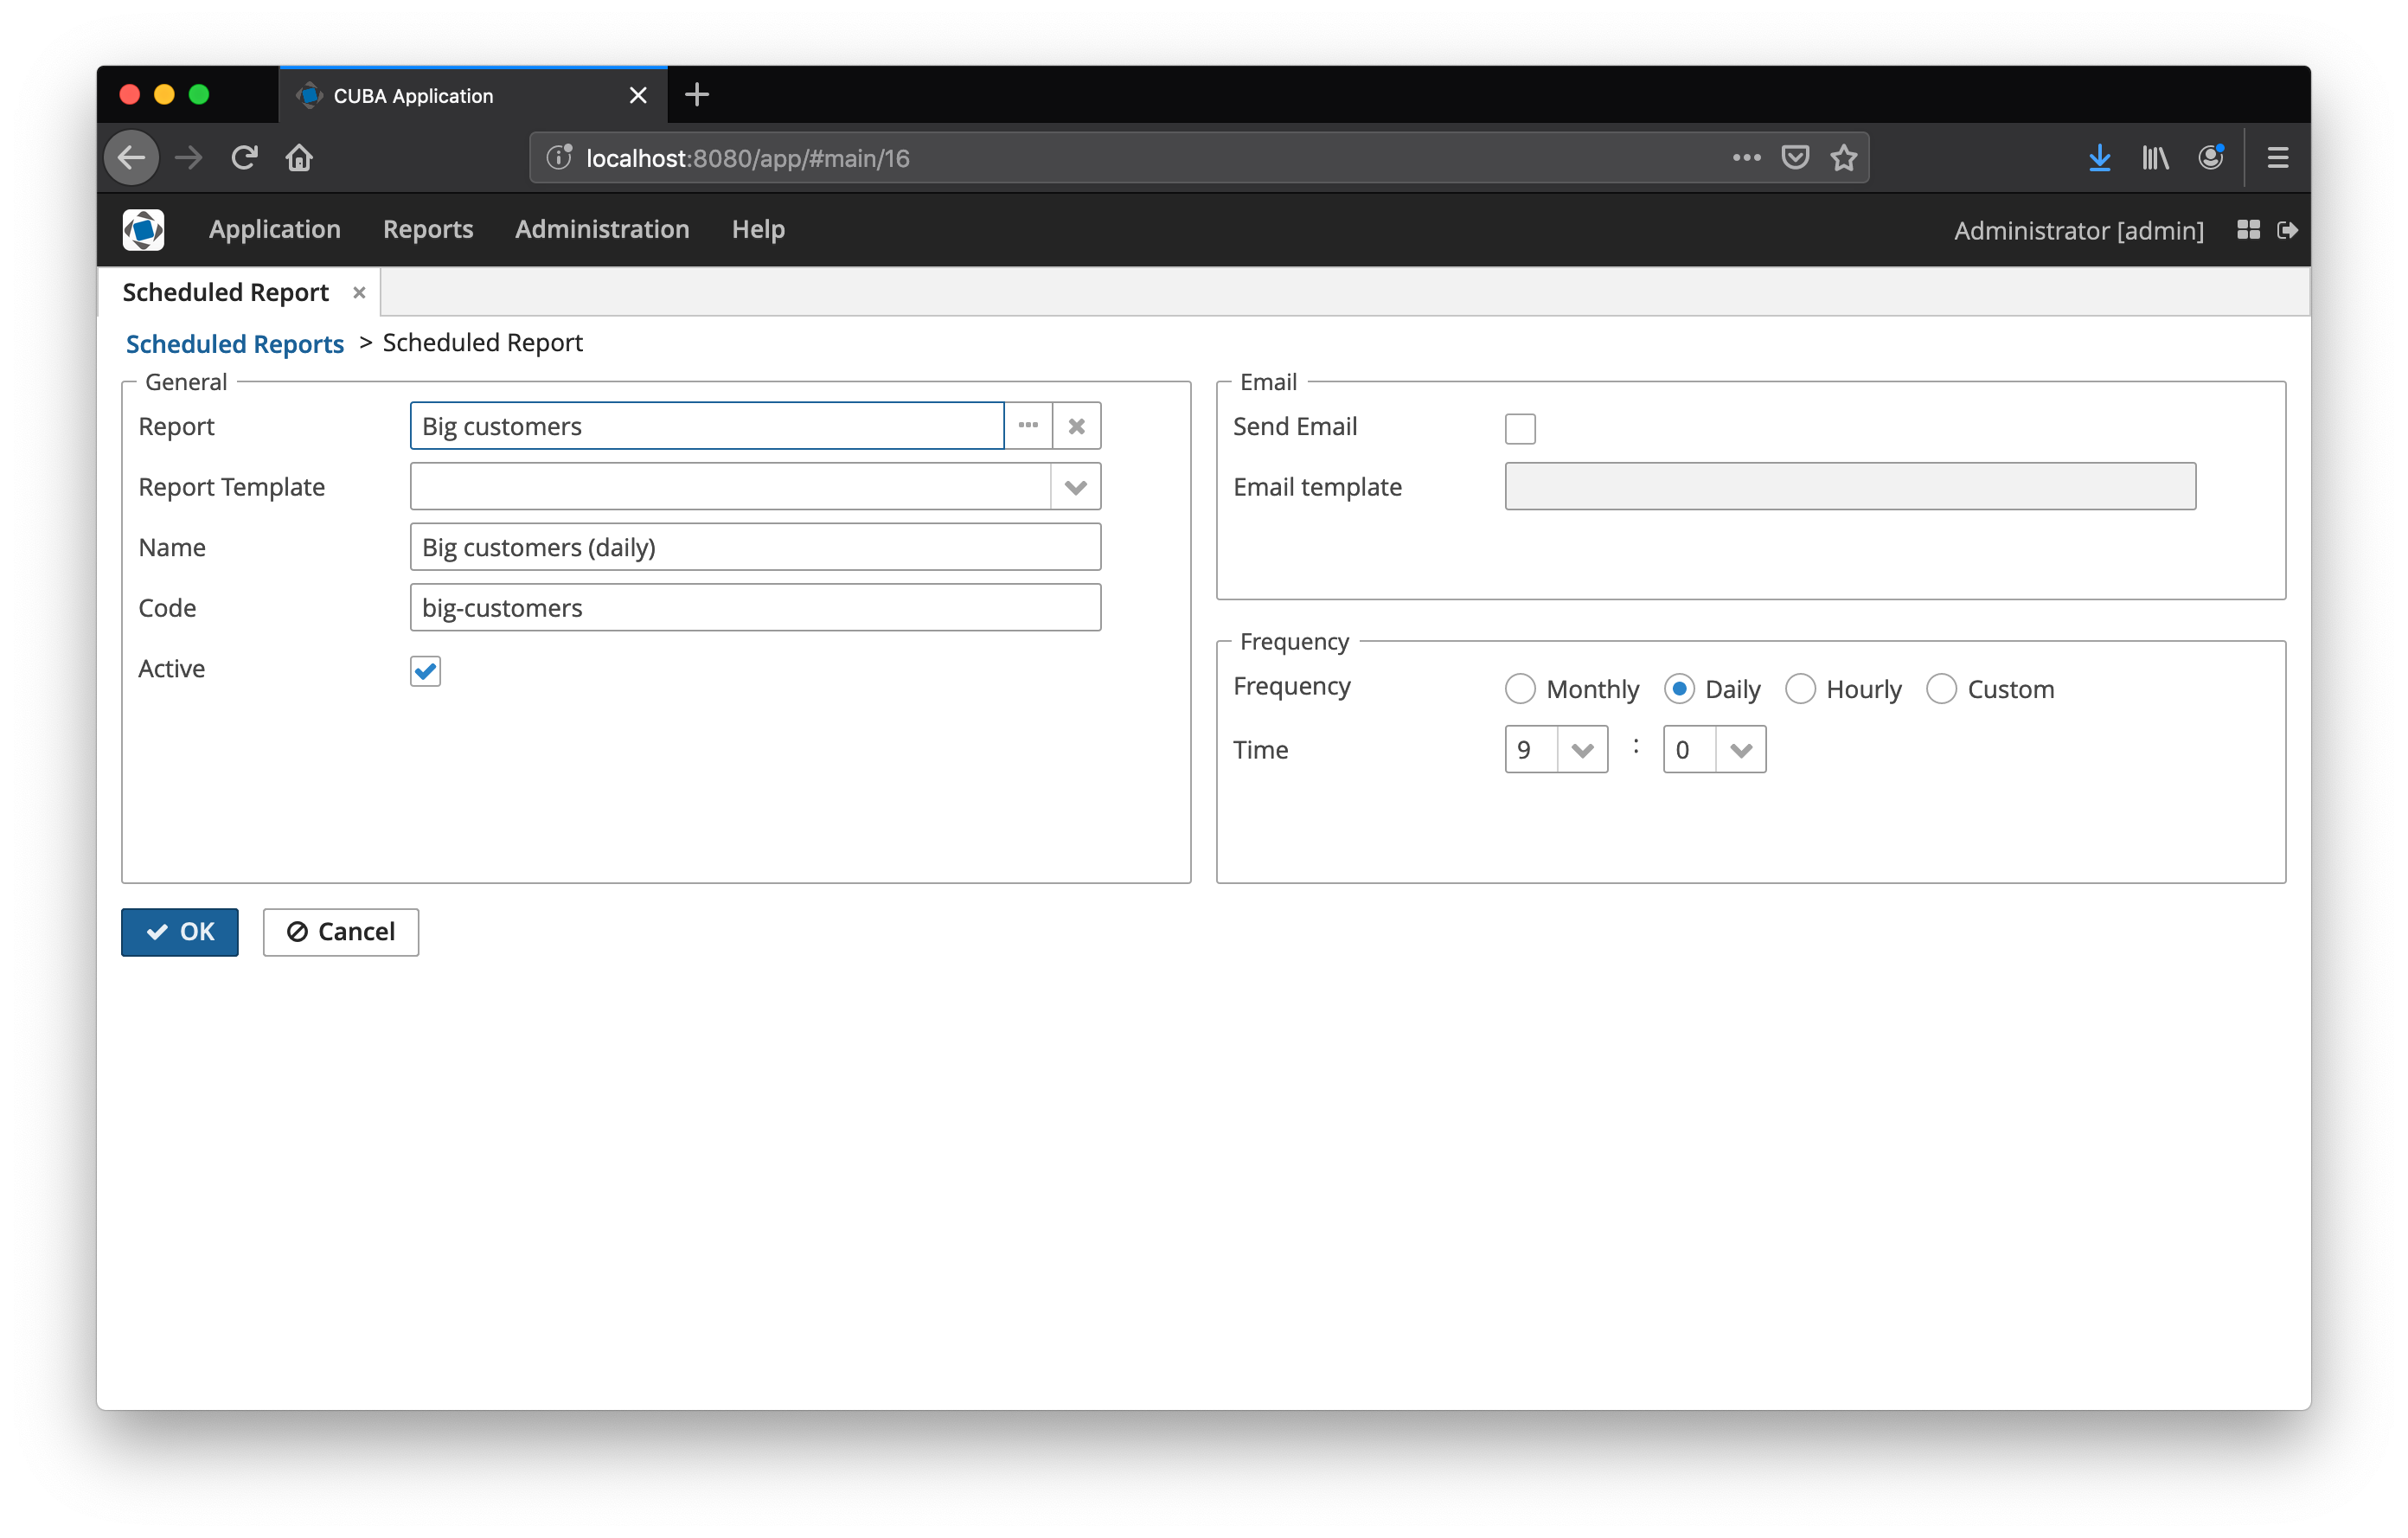 CUBA Application
localhost:8080/app/#main/16
Application Reports Administration Help Administrator [admin]
Scheduled Report
Scheduled Reports > Scheduled Report
General
Report Big customers
Report Template
Name Big customers (daily)
Code big-customers
Active
Email
Send Email
Email template
Frequency
Frequency Monthly Daily Hourly Custom
Time 9 : 0
OK Cancel